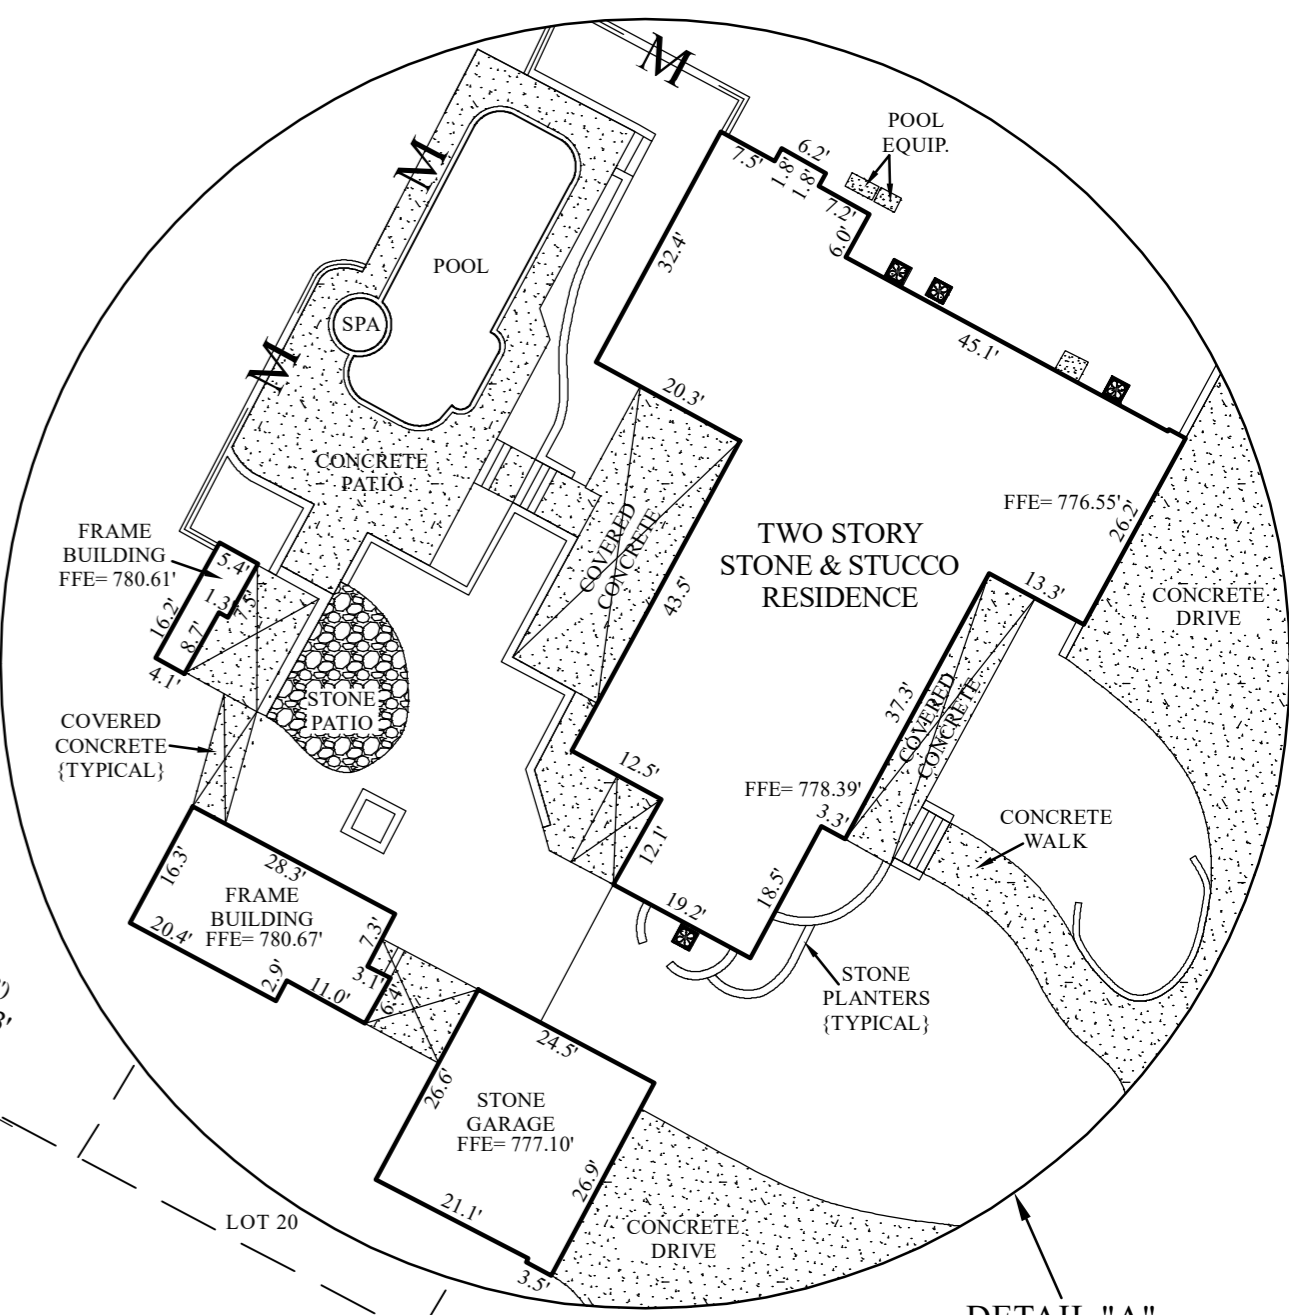 M
POOL
EQUIP.
6.2'
7.5'
1.8'
1.8'
7.2'
6.0'
M
32.4'
POOL
SPA
45.1'
M
20.3'
CONCRETE
PATIO
FFE= 776.55'
26.2'
COVERED
CONCRETE
TWO STORY
STONE & STUCCO
RESIDENCE
FRAME
BUILDING
FFE= 780.61'
5.4'
1.3'
7.5'
16.2'
8.7'
4.1'
43.5'
13.3'
CONCRETE
DRIVE
STONE
PATIO
37.3'
COVERED
CONCRETE
COVERED
CONCRETE
{TYPICAL}
12.5'
FFE= 778.39'
3.3'
CONCRETE
WALK
12.1'
16.3'
28.3'
FRAME
BUILDING
FFE= 780.67'
20.4'
7.3'
2.9'
11.0'
3.1'
6.4'
19.2'
18.5'
STONE
PLANTERS
{TYPICAL}
24.5'
26.6'
STONE
GARAGE
FFE= 777.10'
26.9'
21.1'
3.5'
CONCRETE
DRIVE
LOT 20
DETAIL "A"